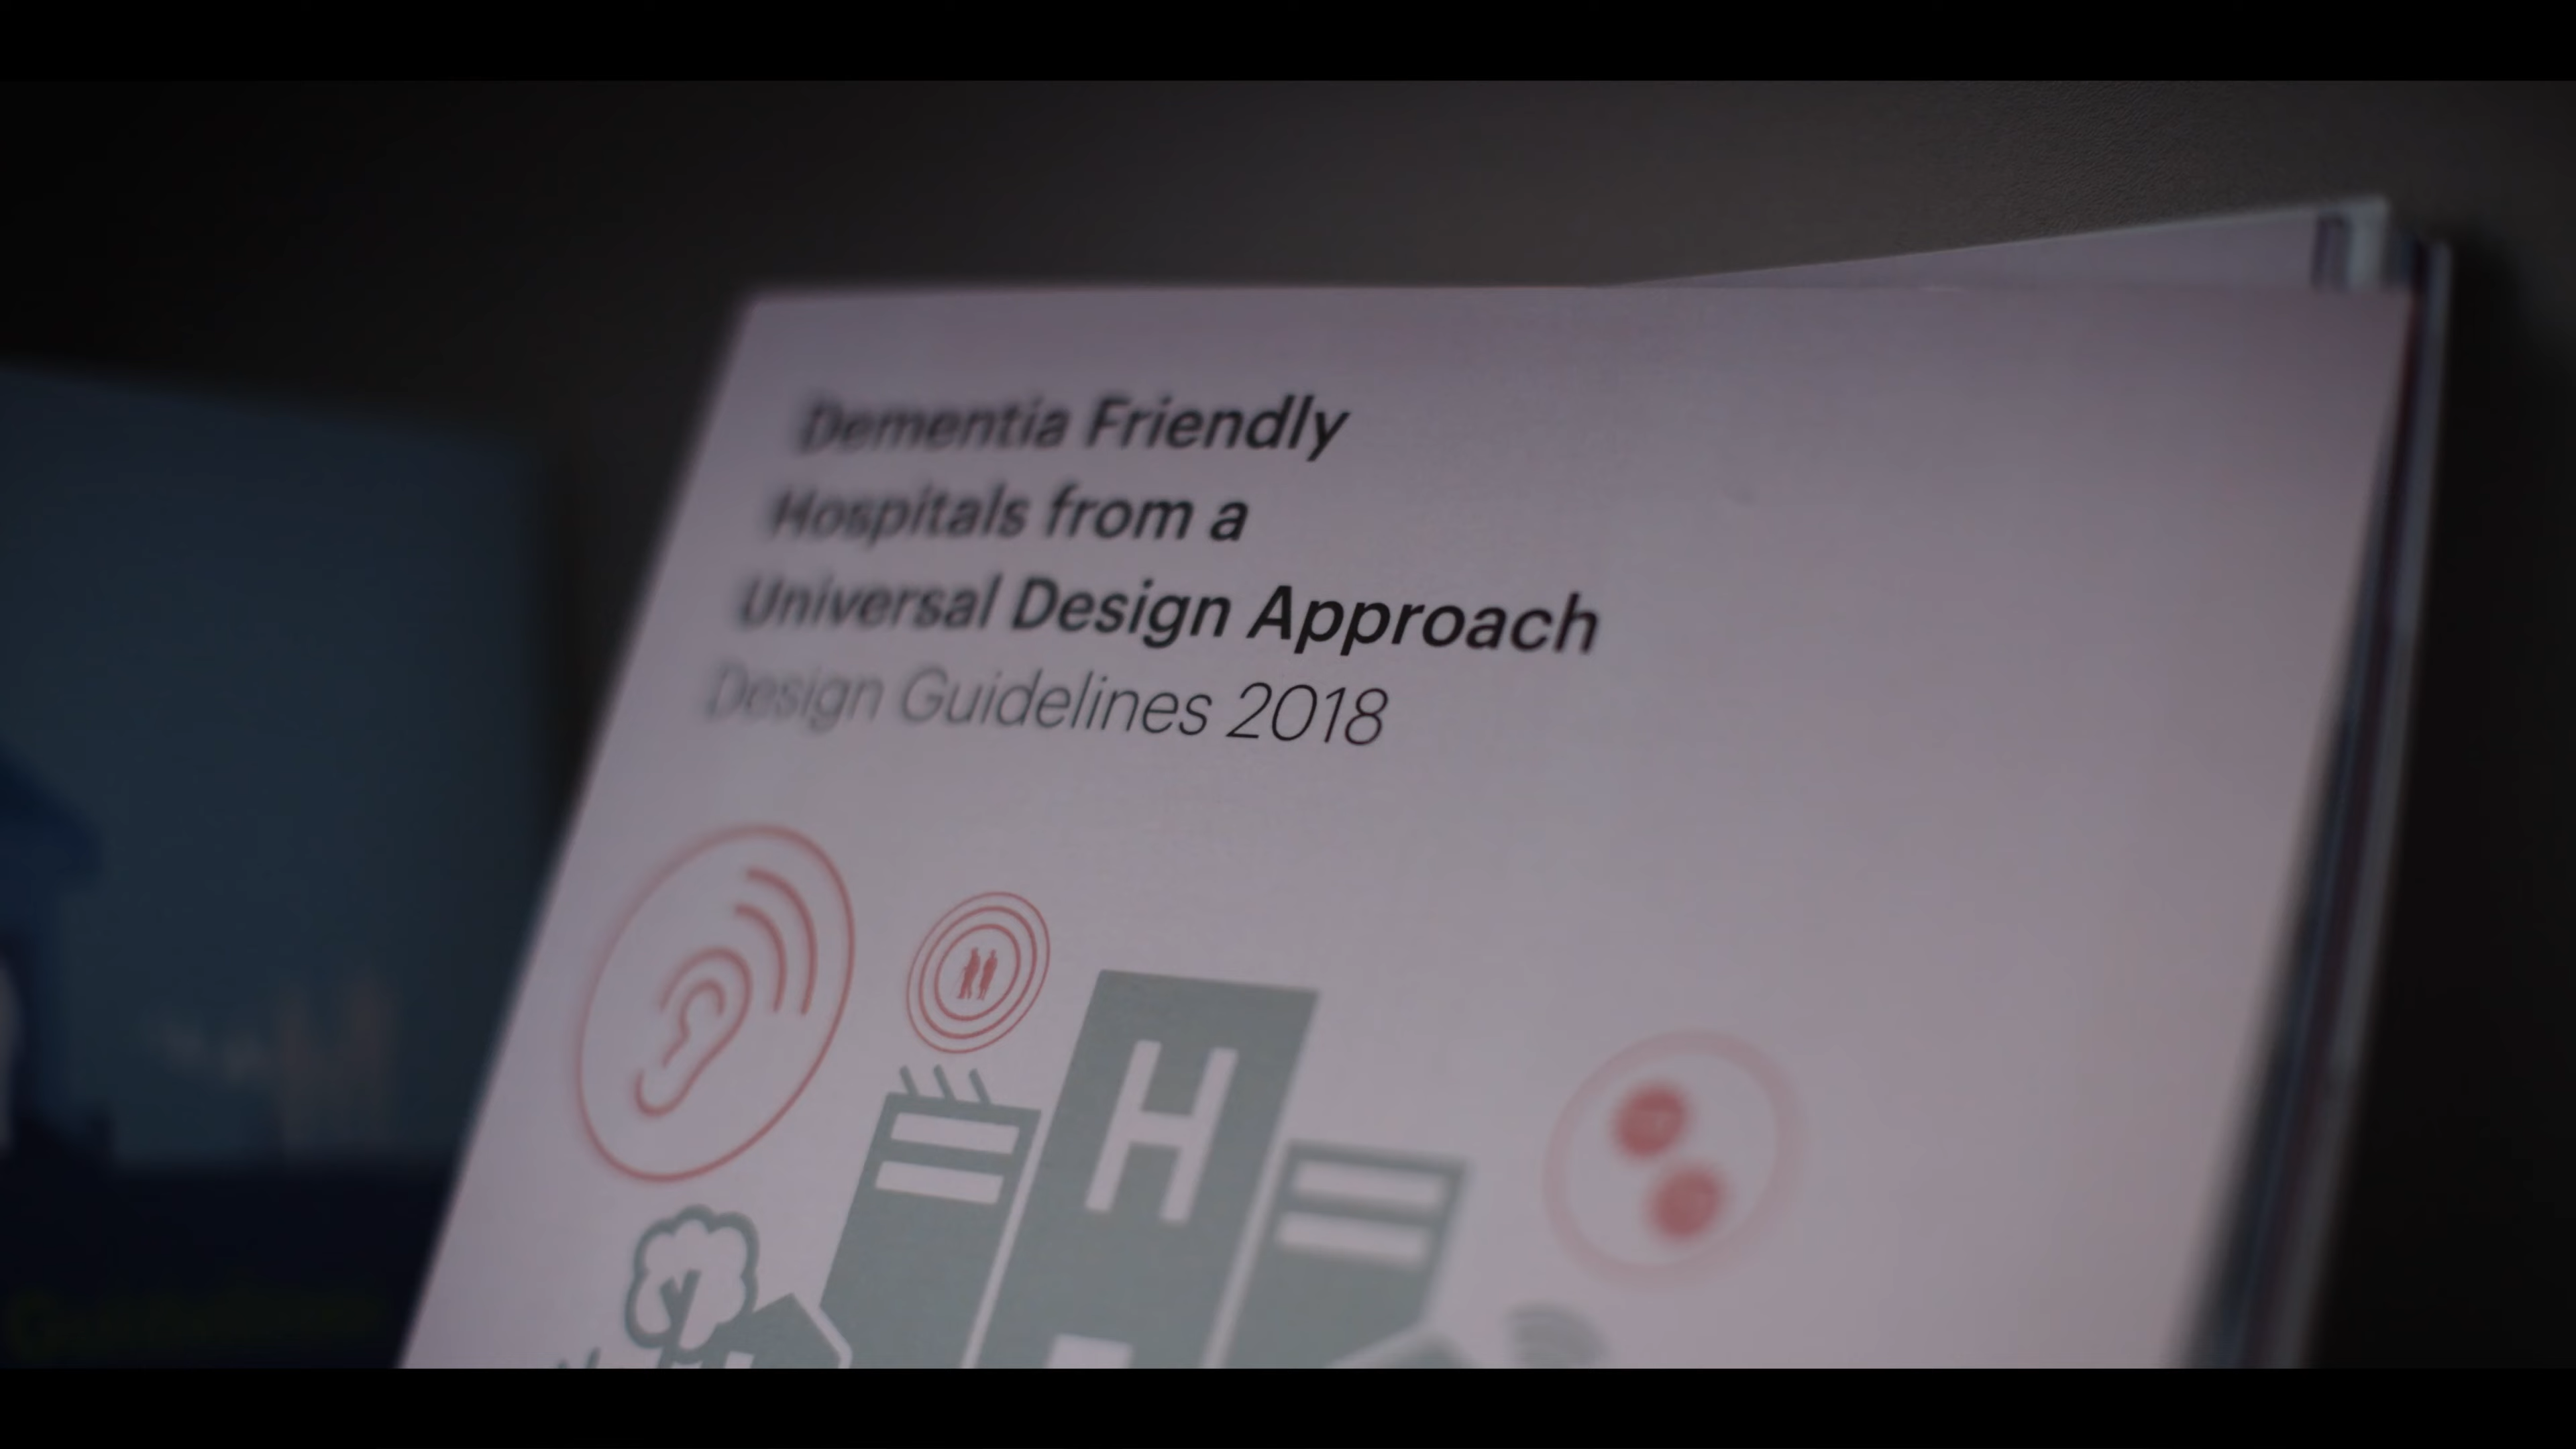 Dementia Friendly
Hospitals from a
Universal Design Approach
Design Guidelines 2018
H